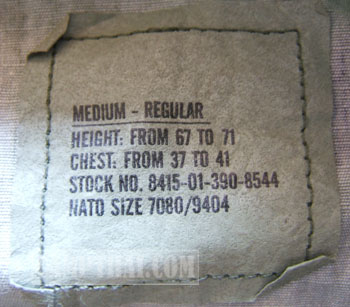 MEDIUM - REGULAR
HEIGHT: FROM 67 TO 71
CHEST: FROM 37 TO 41
STOCK NO. 8415-01-390-8544
NATO SIZE 7080/9404